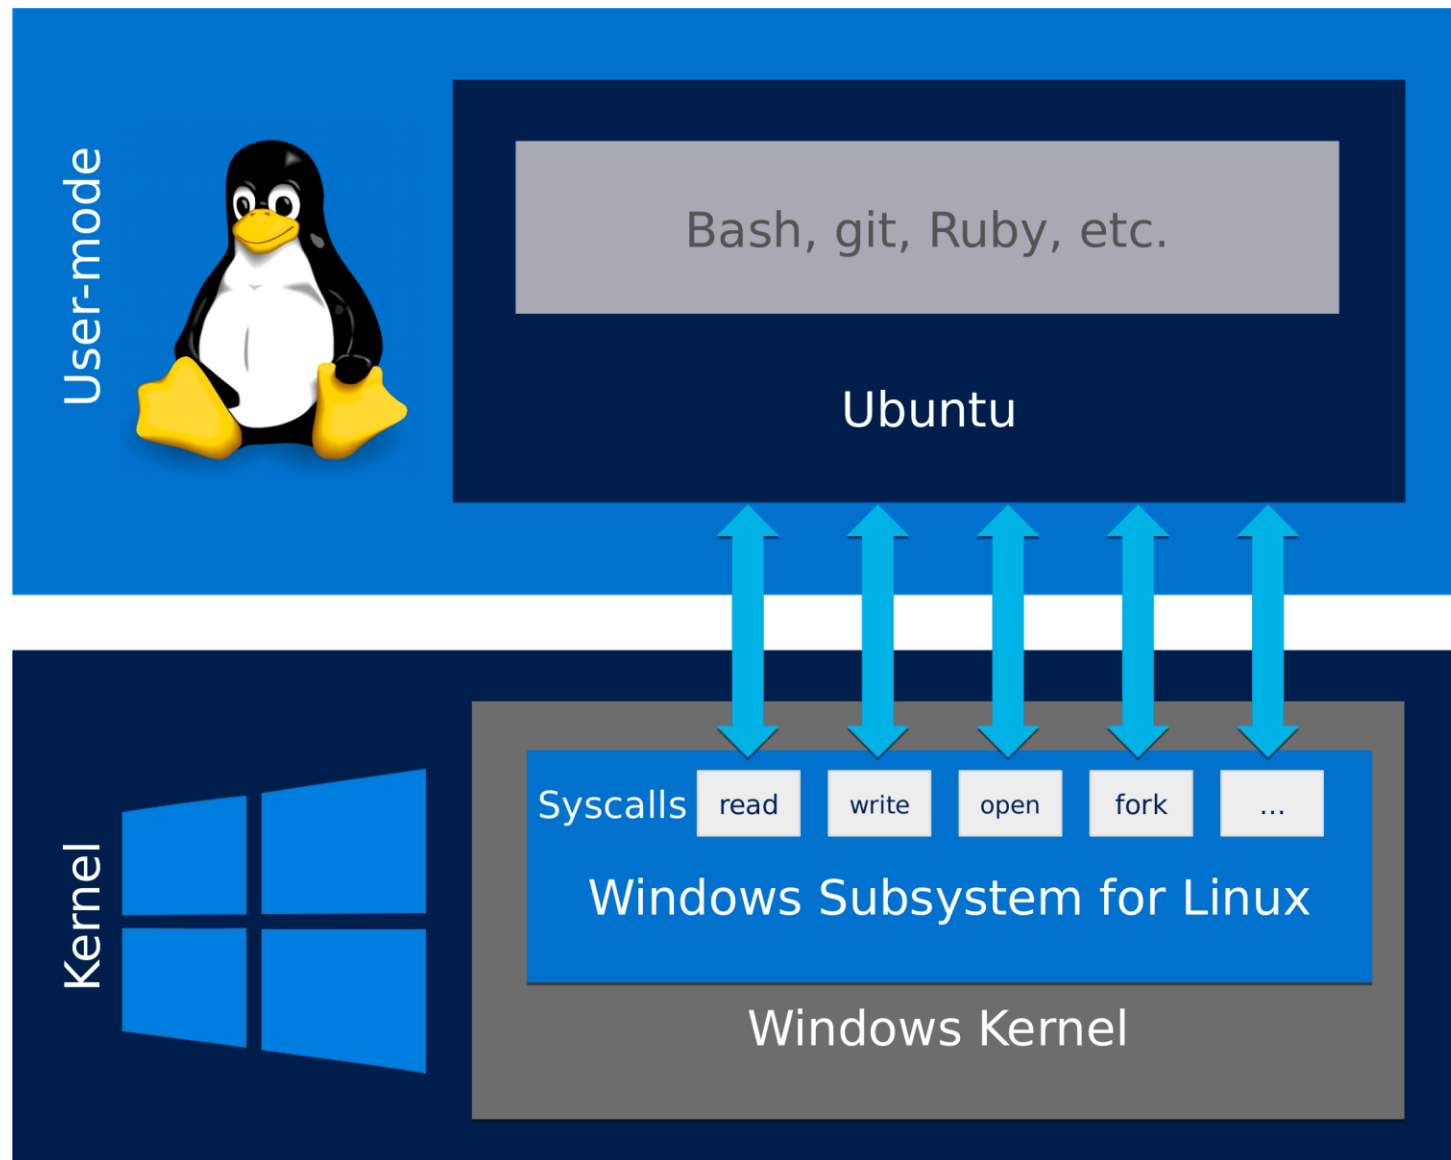 User-mode
Bash, git, Ruby, etc.
Ubuntu
Kernel
Syscalls read write open fork ...
Windows Subsystem for Linux
Windows Kernel